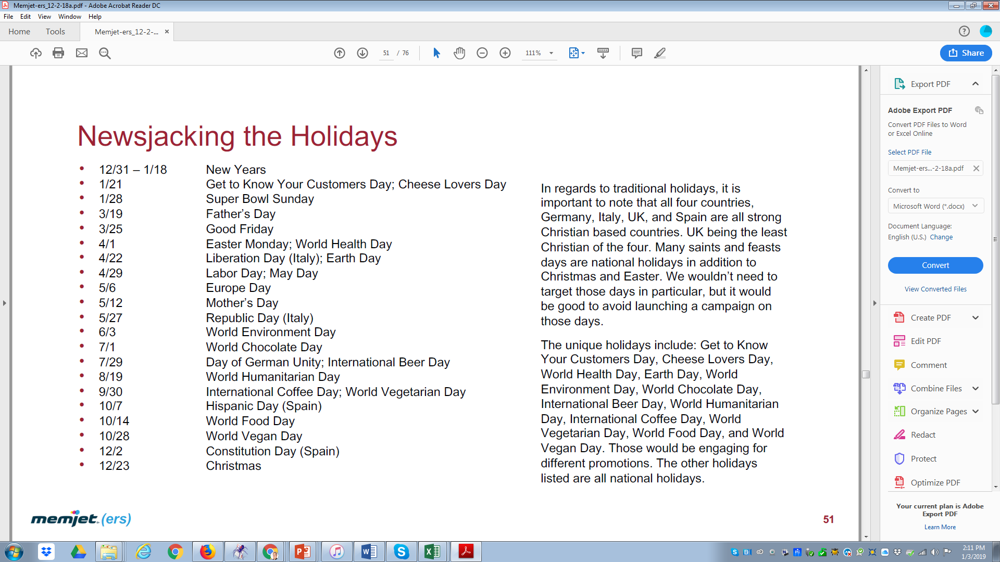 Memjet-ers_12-2-18a.pdf - Adobe Acrobat Reader DC
File Edit View Window Help
Home Tools Memjet-ers_12-2-... ×
51 / 76 111% Share
Newsjacking the Holidays
• 12/31 – 1/18 New Years
• 1/21 Get to Know Your Customers Day; Cheese Lovers Day
• 1/28 Super Bowl Sunday
• 3/19 Father's Day
• 3/25 Good Friday
• 4/1 Easter Monday; World Health Day
• 4/22 Liberation Day (Italy); Earth Day
• 4/29 Labor Day; May Day
• 5/6 Europe Day
• 5/12 Mother's Day
• 5/27 Republic Day (Italy)
• 6/3 World Environment Day
• 7/1 World Chocolate Day
• 7/29 Day of German Unity; International Beer Day
• 8/19 World Humanitarian Day
• 9/30 International Coffee Day; World Vegetarian Day
• 10/7 Hispanic Day (Spain)
• 10/14 World Food Day
• 10/28 World Vegan Day
• 12/2 Constitution Day (Spain)
• 12/23 Christmas
In regards to traditional holidays, it is
important to note that all four countries,
Germany, Italy, UK, and Spain are all strong
Christian based countries. UK being the least
Christian of the four. Many saints and feasts
days are national holidays in addition to
Christmas and Easter. We wouldn't need to
target those days in particular, but it would
be good to avoid launching a campaign on
those days.
The unique holidays include: Get to Know
Your Customers Day, Cheese Lovers Day,
World Health Day, Earth Day, World
Environment Day, World Chocolate Day,
International Beer Day, World Humanitarian
Day, International Coffee Day, World
Vegetarian Day, World Food Day, and World
Vegan Day. Those would be engaging for
different promotions. The other holidays
listed are all national holidays.
memjet (ers)
51
Export PDF
Adobe Export PDF
Convert PDF Files to Word
or Excel Online
Select PDF File
Memjet-ers...-2-18a.pdf
Convert to
Microsoft Word (*.docx)
Document Language:
English (U.S.) Change
Convert
View Converted Files
Create PDF
Edit PDF
Comment
Combine Files
Organize Pages
Redact
Protect
Optimize PDF
Your current plan is Adobe
Export PDF
Learn More
2:11 PM
1/3/2019